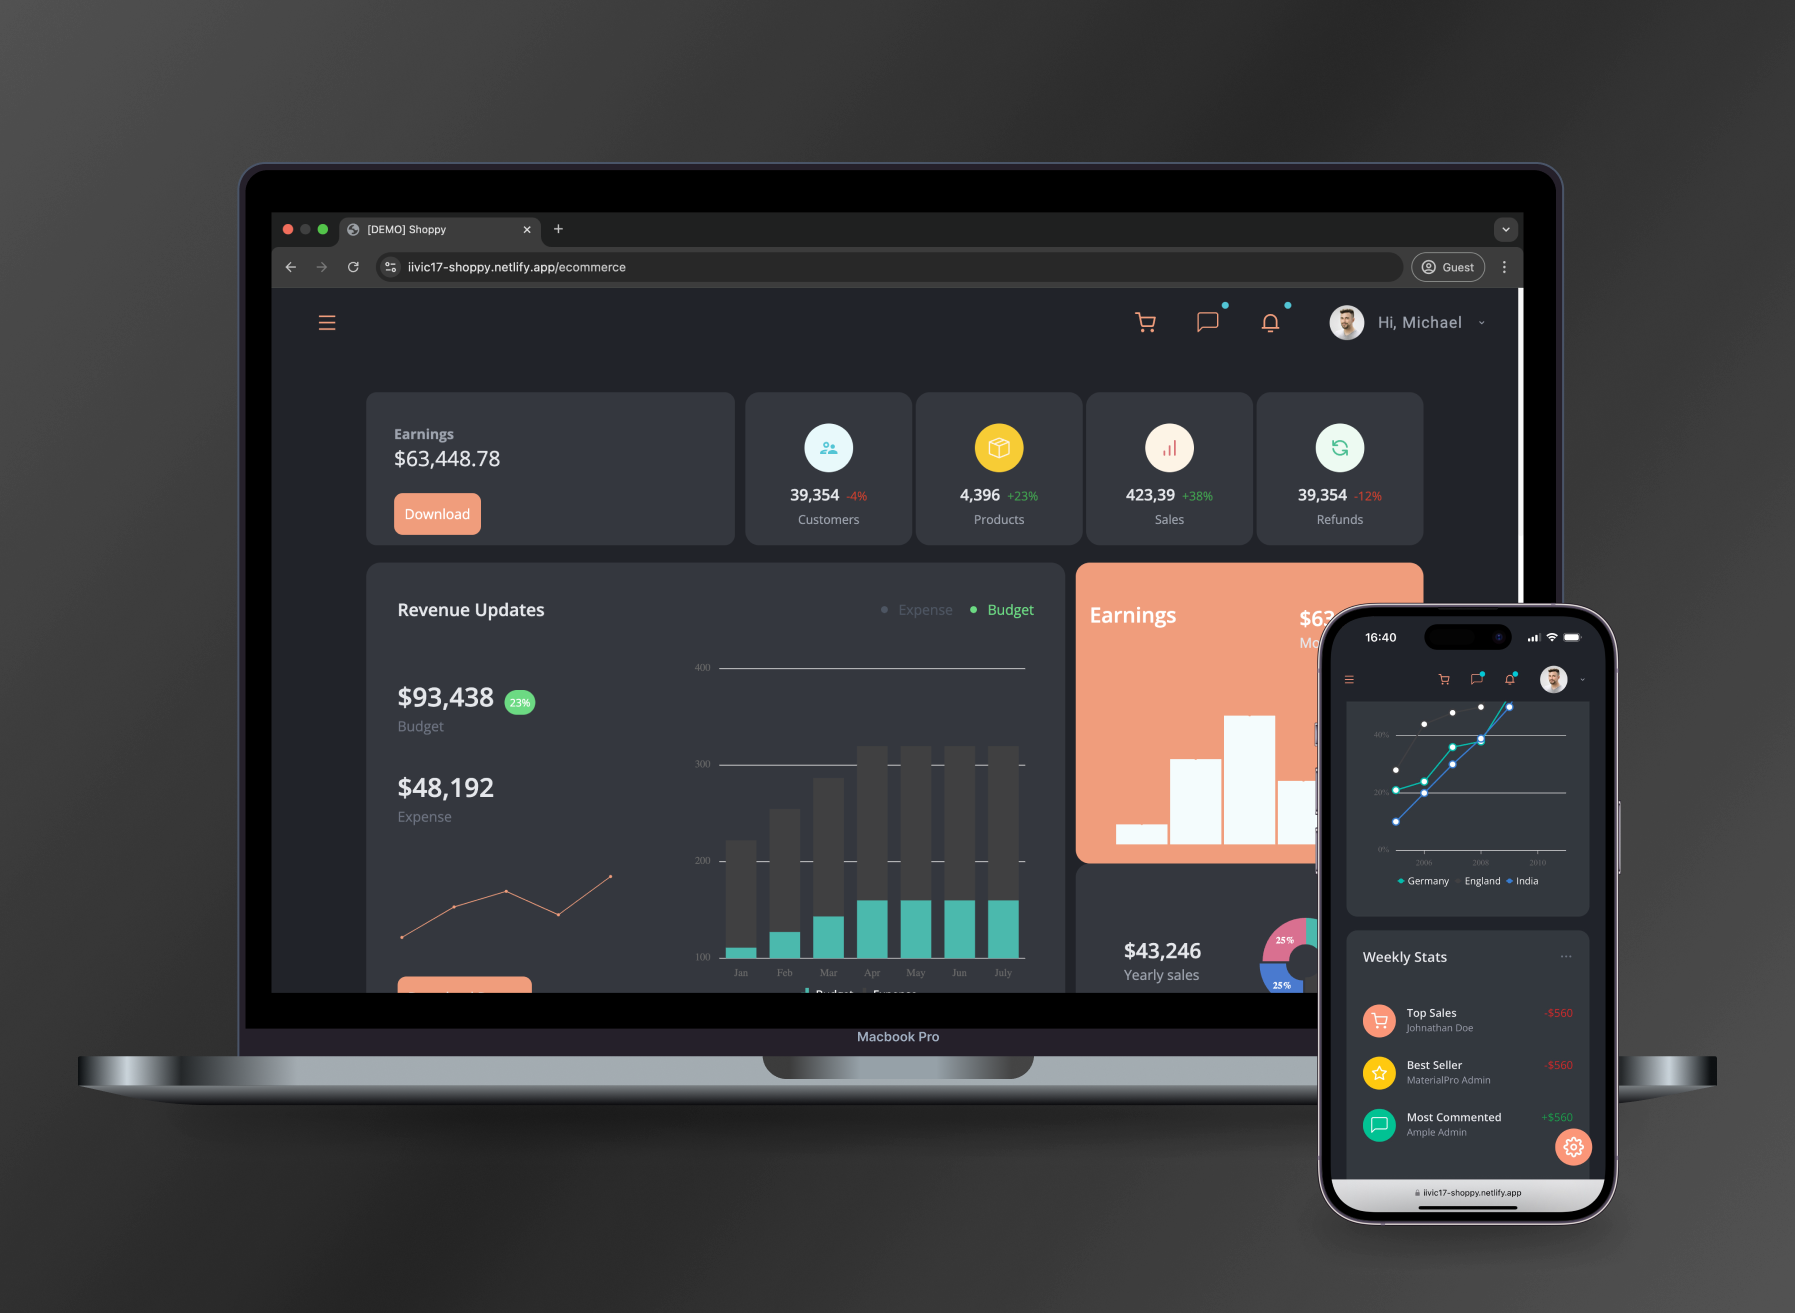 [DEMO] Shoppy
iivic17-shoppy.netlify.app/ecommerce
Guest
Hi, Michael
Earnings
$63,448.78
Download
39,354 -4%
Customers
4,396 +23%
Products
423,39 +38%
Sales
39,354 -12%
Refunds
Revenue Updates
Expense
Budget
$93,438 23%
Budget
$48,192
Expense
400
300
200
100
Jan Feb Mar Apr May Jun July
Budget Expense
Earnings
$63
Mo
$43,246
Yearly sales
25%
25%
Macbook Pro
16:40
40%
20%
0%
2006 2008 2010
Germany England India
Weekly Stats
Top Sales
-$560
Johnathan Doe
Best Seller
-$560
MaterialPro Admin
Most Commented
+$560
Ample Admin
iivic17-shoppy.netlify.app